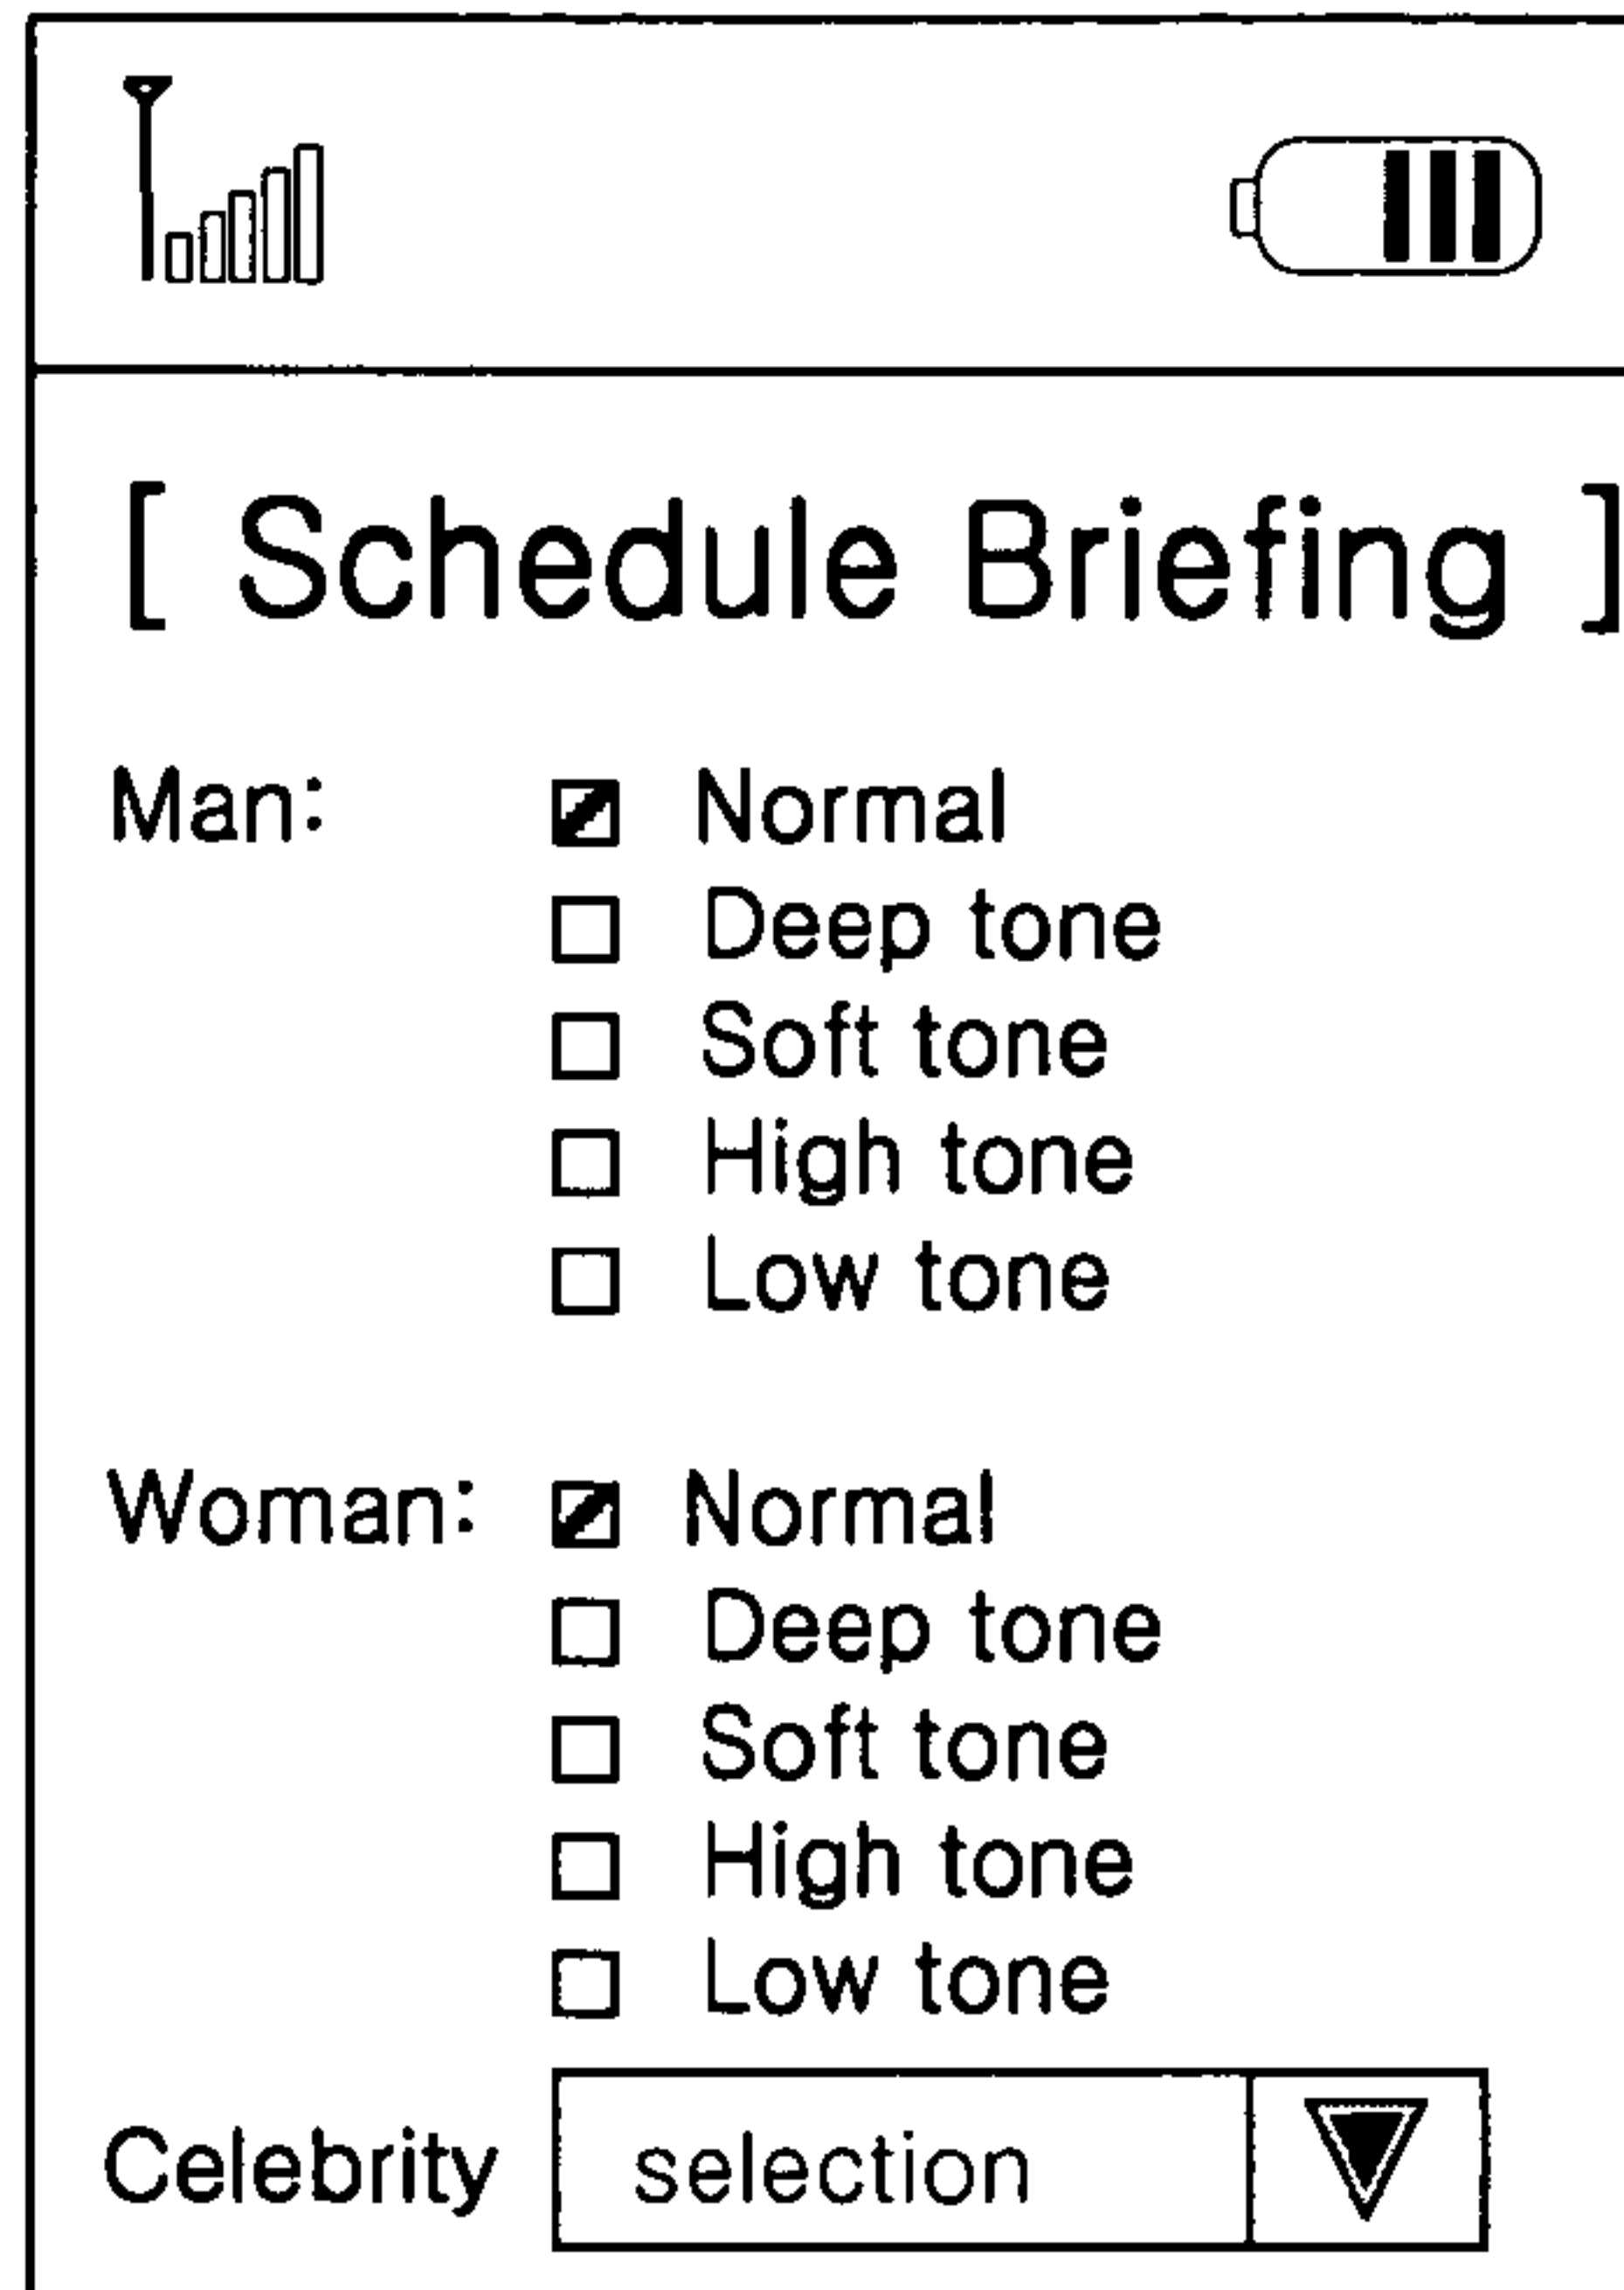 [ Schedule Briefing ]
Man: Normal
Deep tone
Soft tone
High tone
Low tone
Woman: Normal
Deep tone
Soft tone
High tone
Low tone
Celebrity selection